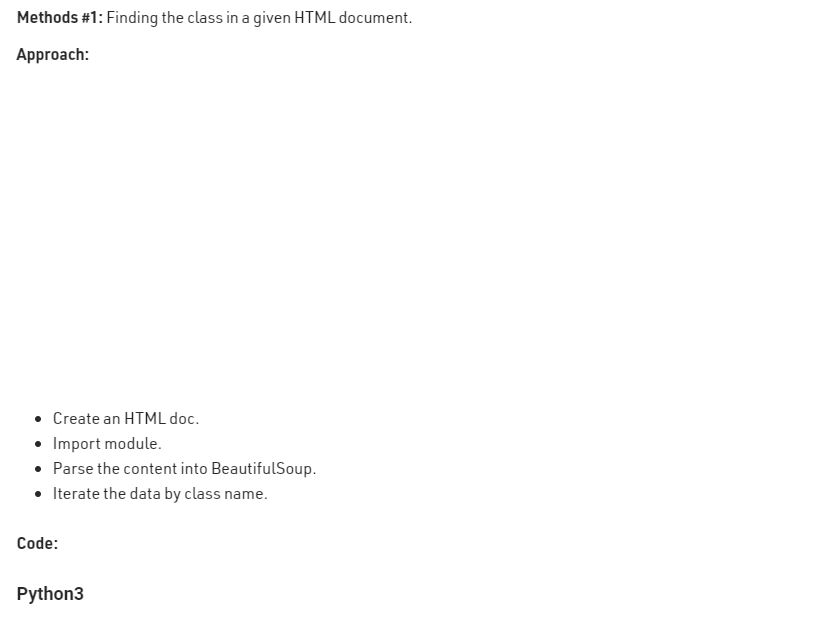 Methods #1: Finding the class in a given HTML document.
Approach:
Create an HTML doc.
Import module.
Parse the content into BeautifulSoup.
Iterate the data by class name.
Code:
Python3